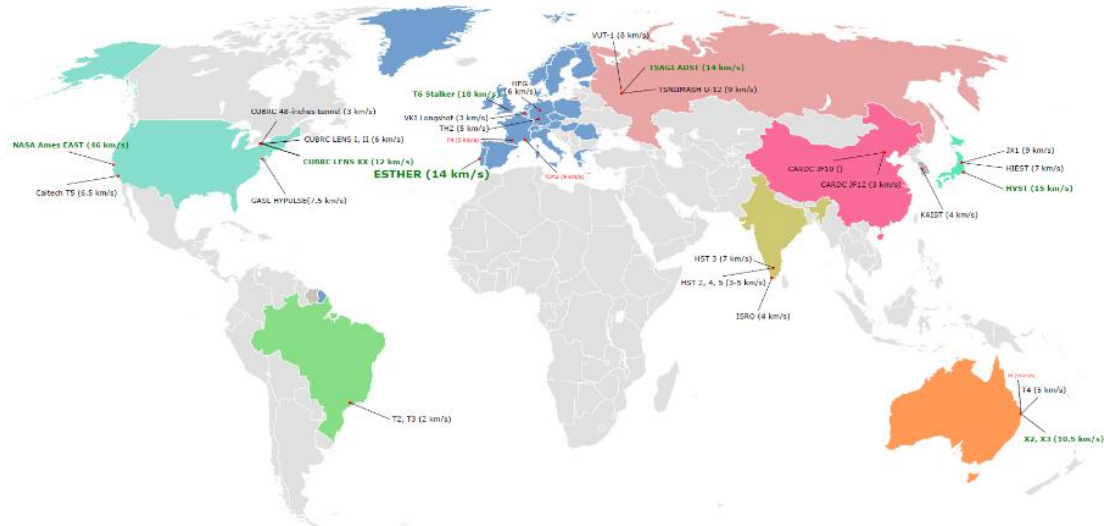 VUT-1 (8 km/s)
TSAGI ADST (14 km/s)
TSNIIMASM U-12 (9 km/s)
HEG
(6 km/s)
T6 Stalker (18 km/s)
VKI Longshot (3 km/s)
TH2 (5 km/s)
ESTHER (14 km/s)
CUBRC 48-inches tunnel (3 km/s)
CUBRC LENS I, II (6 km/s)
CUBRC LENS XX (12 km/s)
GASL HYPULSE(7.5 km/s)
NASA Ames EAST (46 km/s)
Caltech T5 (6.5 km/s)
JX1 (9 km/s)
HIEST (7 km/s)
HVST (15 km/s)
CARDC JF10 ()
CARDC JF12 (3 km/s)
KAIST (4 km/s)
HST 3 (7 km/s)
HST 2, 4, 5 (3-5 km/s)
ISRO (4 km/s)
T2, T3 (2 km/s)
T4 (5 km/s)
X2, X3 (10.5 km/s)